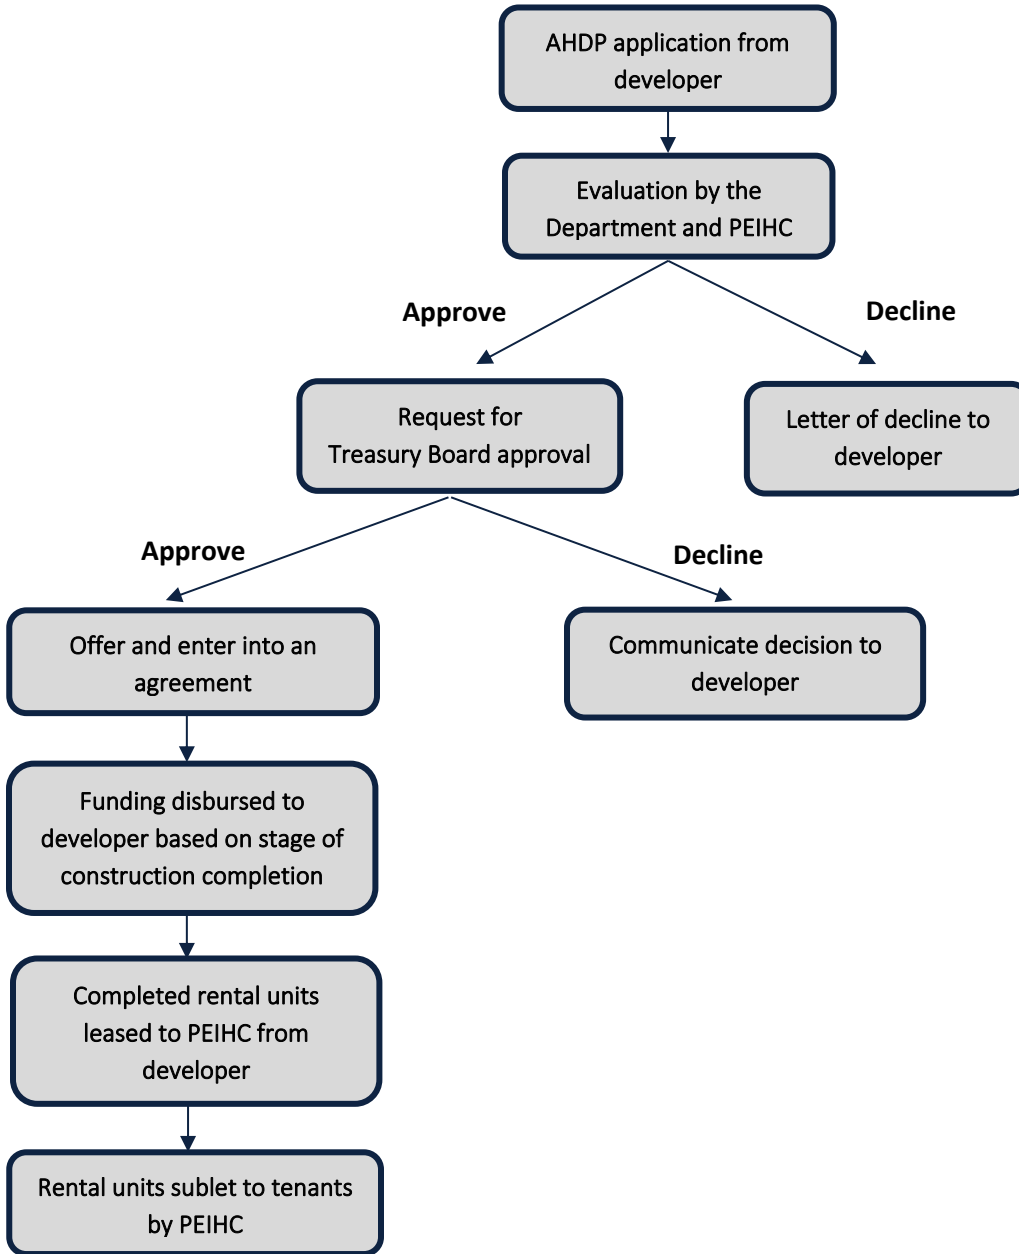 AHDP application from
developer
Evaluation by the
Department and PEIHC
Approve
Decline
Request for
Treasury Board approval
Letter of decline to
developer
Approve
Decline
Offer and enter into an
agreement
Communicate decision to
developer
Funding disbursed to
developer based on stage of
construction completion
Completed rental units
leased to PEIHC from
developer
Rental units sublet to tenants
by PEIHC